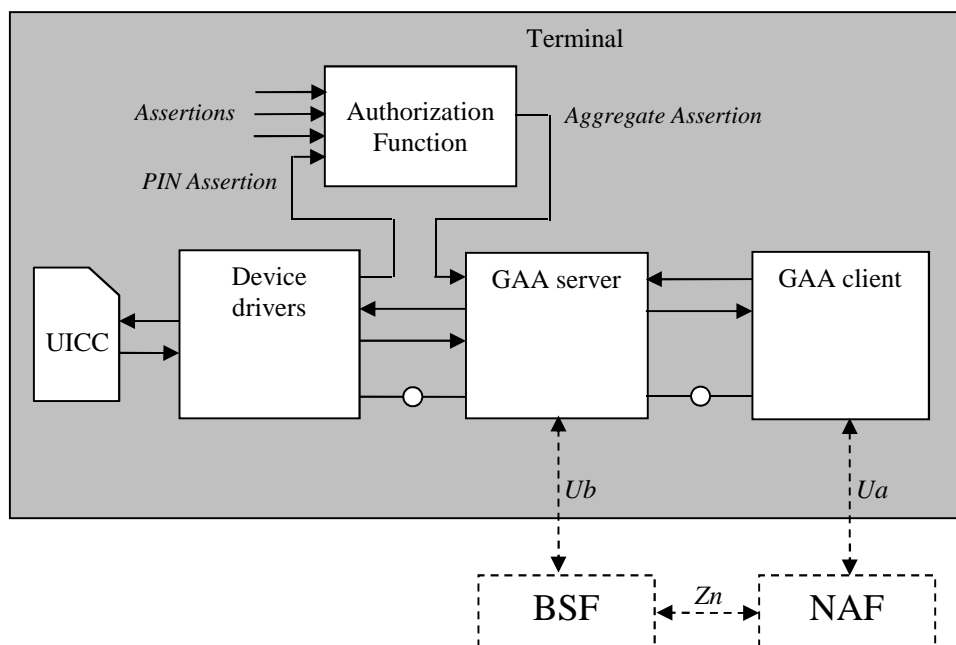 Terminal
Authorization
Function
Assertions
Aggregate Assertion
PIN Assertion
Device
drivers
GAA server
GAA client
UICC
Ub
Ua
BSF
Zn
NAF